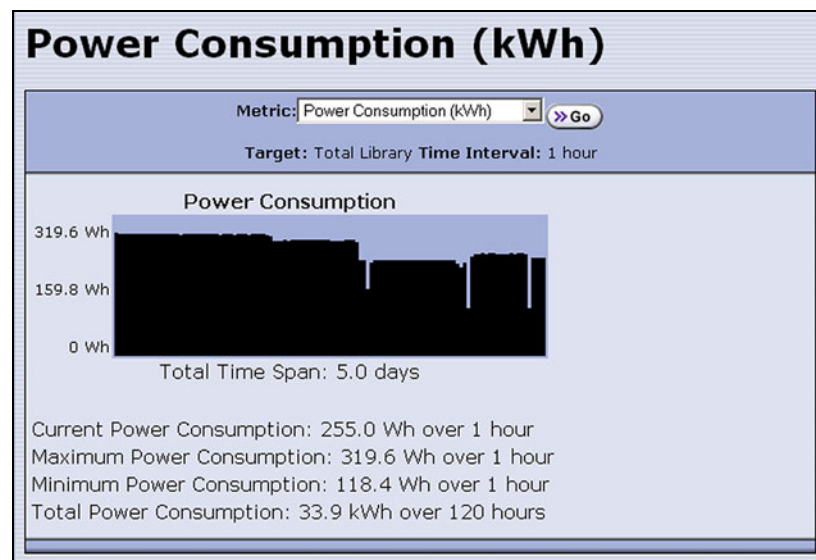 Power Consumption (kWh)
Metric: Power Consumption (kWh) >> Go
Target: Total Library Time Interval: 1 hour
Power Consumption
319.6 Wh
159.8 Wh
0 Wh
Total Time Span: 5.0 days
Current Power Consumption: 255.0 Wh over 1 hour
Maximum Power Consumption: 319.6 Wh over 1 hour
Minimum Power Consumption: 118.4 Wh over 1 hour
Total Power Consumption: 33.9 kWh over 120 hours